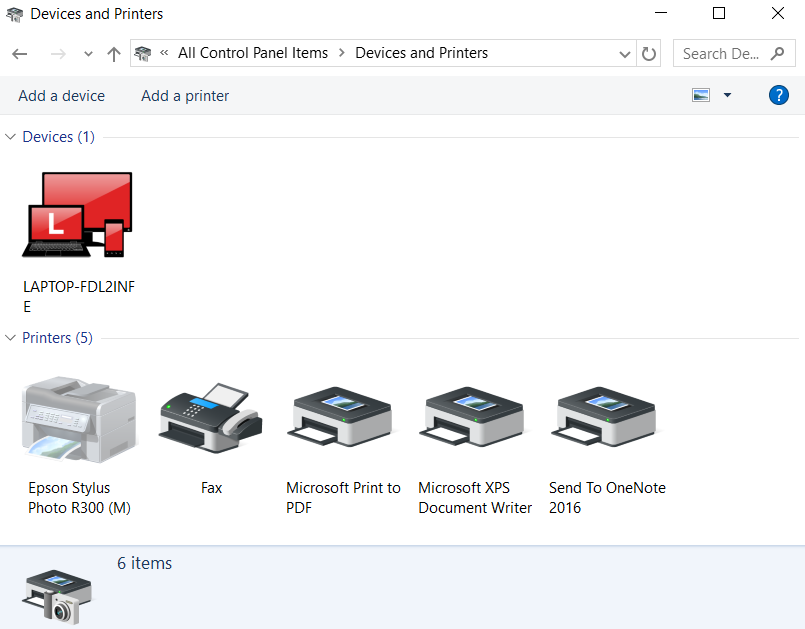 Devices and Printers
« All Control Panel Items > Devices and Printers
Search De...
Add a device
Add a printer
?
Devices (1)
L
LAPTOP-FDL2INF
E
Printers (5)
Epson Stylus
Photo R300 (M)
Fax
Microsoft Print to
PDF
Microsoft XPS
Document Writer
Send To OneNote
2016
6 items